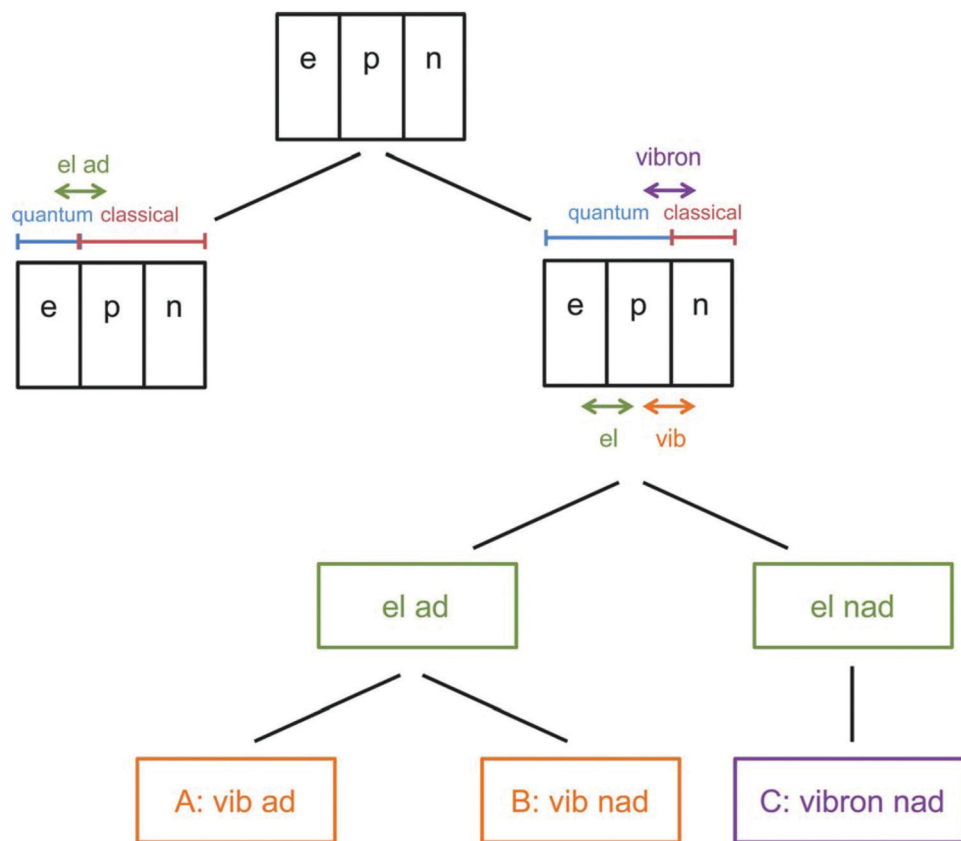 e p n
el ad
quantum classical
e p n
vibron
quantum classical
e p n
el vib
el ad
el nad
A: vib ad
B: vib nad
C: vibron nad